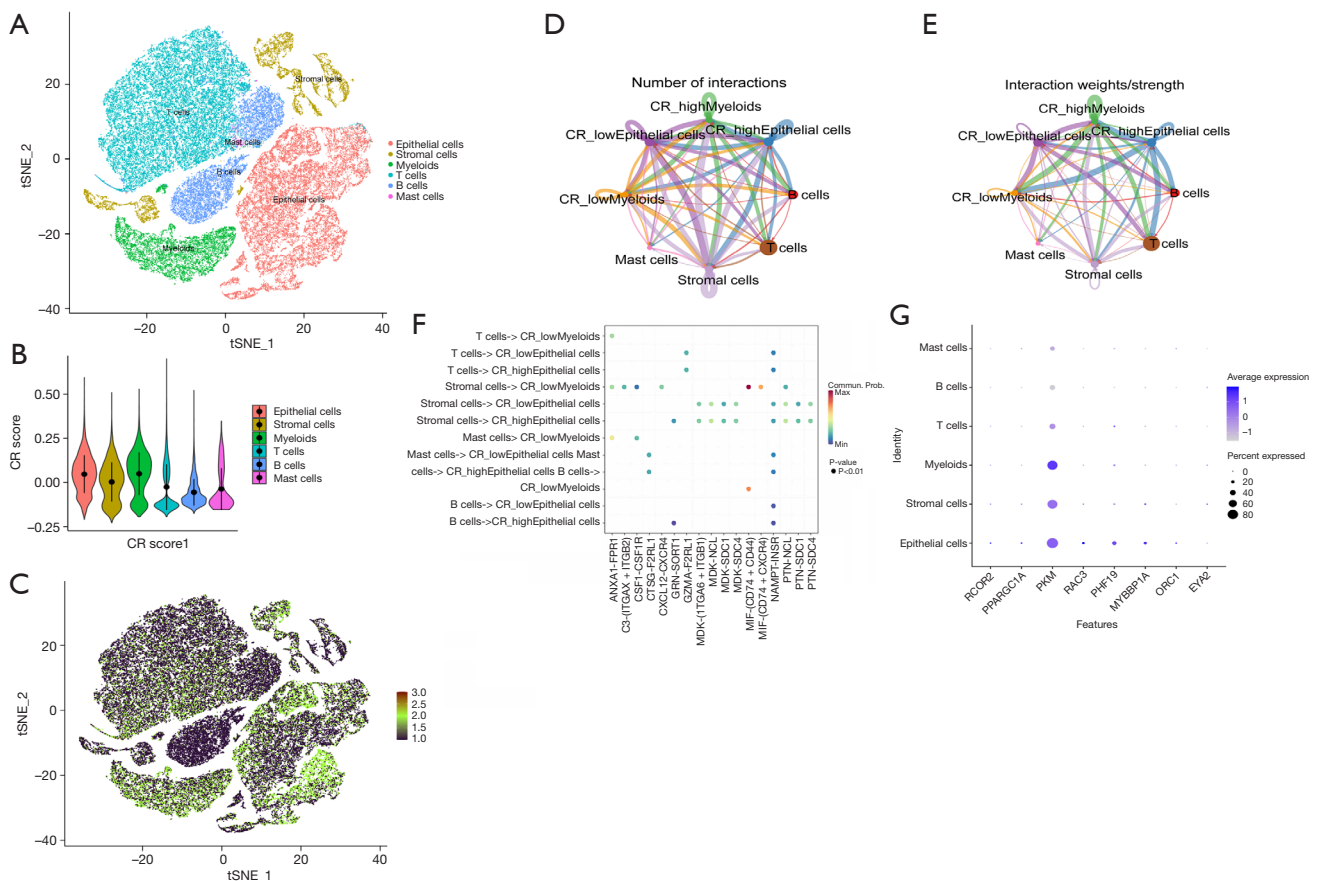 A
20
0
−20
−40
−20
0
20
40
tSNE_2
tSNE_1
T cells
Stromal cells
Mast cells
B cells
Epithelial cells
Myeloids
Epithelial cells
Stromal cells
Myeloids
T cells
B cells
Mast cells
B
0.50
0.25
0.00
−0.25
CR score
CR score1
Epithelial cells
Stromal cells
Myeloids
T cells
B cells
Mast cells
C
20
0
−20
−40
−20
0
20
40
tSNE_2
tSNE_1
3.0
2.5
2.0
1.5
1.0
D
Number of interactions
CR_highMyeloids
CR_lowEpithelial cells
CR_highEpithelial cells
CR_lowMyeloids
B cells
T cells
Mast cells
Stromal cells
E
Interaction weights/strength
CR_highMyeloids
CR_lowEpithelial cells
CR_highEpithelial cells
CR_lowMyeloids
B cells
T cells
Mast cells
Stromal cells
F
T cells-> CR_lowMyeloids
T cells-> CR_lowEpithelial cells
T cells-> CR_highEpithelial cells
Stromal cells-> CR_lowMyeloids
Stromal cells-> CR_lowEpithelial cells
Stromal cells-> CR_highEpithelial cells
Mast cells> CR_lowMyeloids
Mast cells-> CR_lowEpithelial cells Mast
cells-> CR_highEpithelial cells B cells->
CR_lowMyeloids
B cells-> CR_lowEpithelial cells
B cells->CR_highEpithelial cells
ANXA1-FPR1
C3-(ITGAX + ITGB2)
CSF1-CSF1R
CTSG-F2RL1
CXCL12-CXCR4
GRN-SORT1
GZMA-F2RL1
MDK-(1TGA6 + ITGB1)
MDK-NCL
MDK-SDC1
MDK-SDC4
MIF-(CD74 + CD44)
MIF-(CD74 + CXCR4)
NAMPT-INSR
PTN-NCL
PTN-SDC1
PTN-SDC4
Commun. Prob.
Max
Min
P-value
P<0.01
G
Mast cells
B cells
T cells
Myeloids
Stromal cells
Epithelial cells
Identity
RCOR2
PPARGC1A
PKM
RAC3
PHF19
MYBBP1A
ORC1
EYA2
Features
Average expression
1
0
−1
Percent expressed
0
20
40
60
80